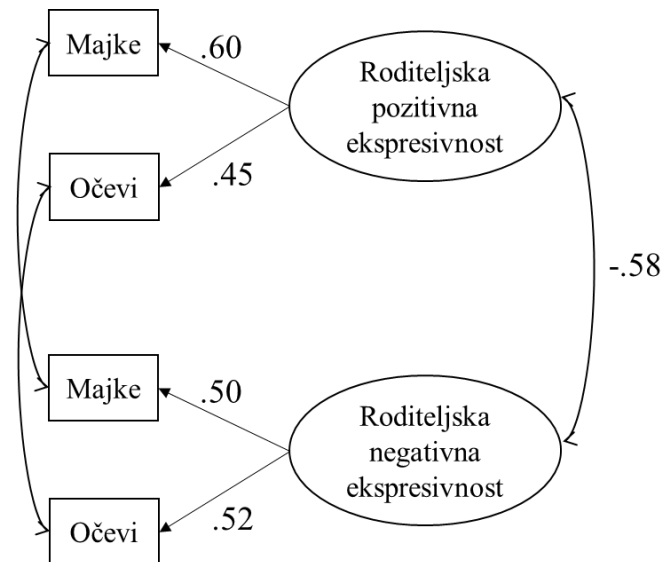 Majke
.60
Roditeljska
pozitivna
ekspresivnost
Očevi
.45
-.58
Majke
.50
Roditeljska
negativna
ekspresivnost
Očevi
.52